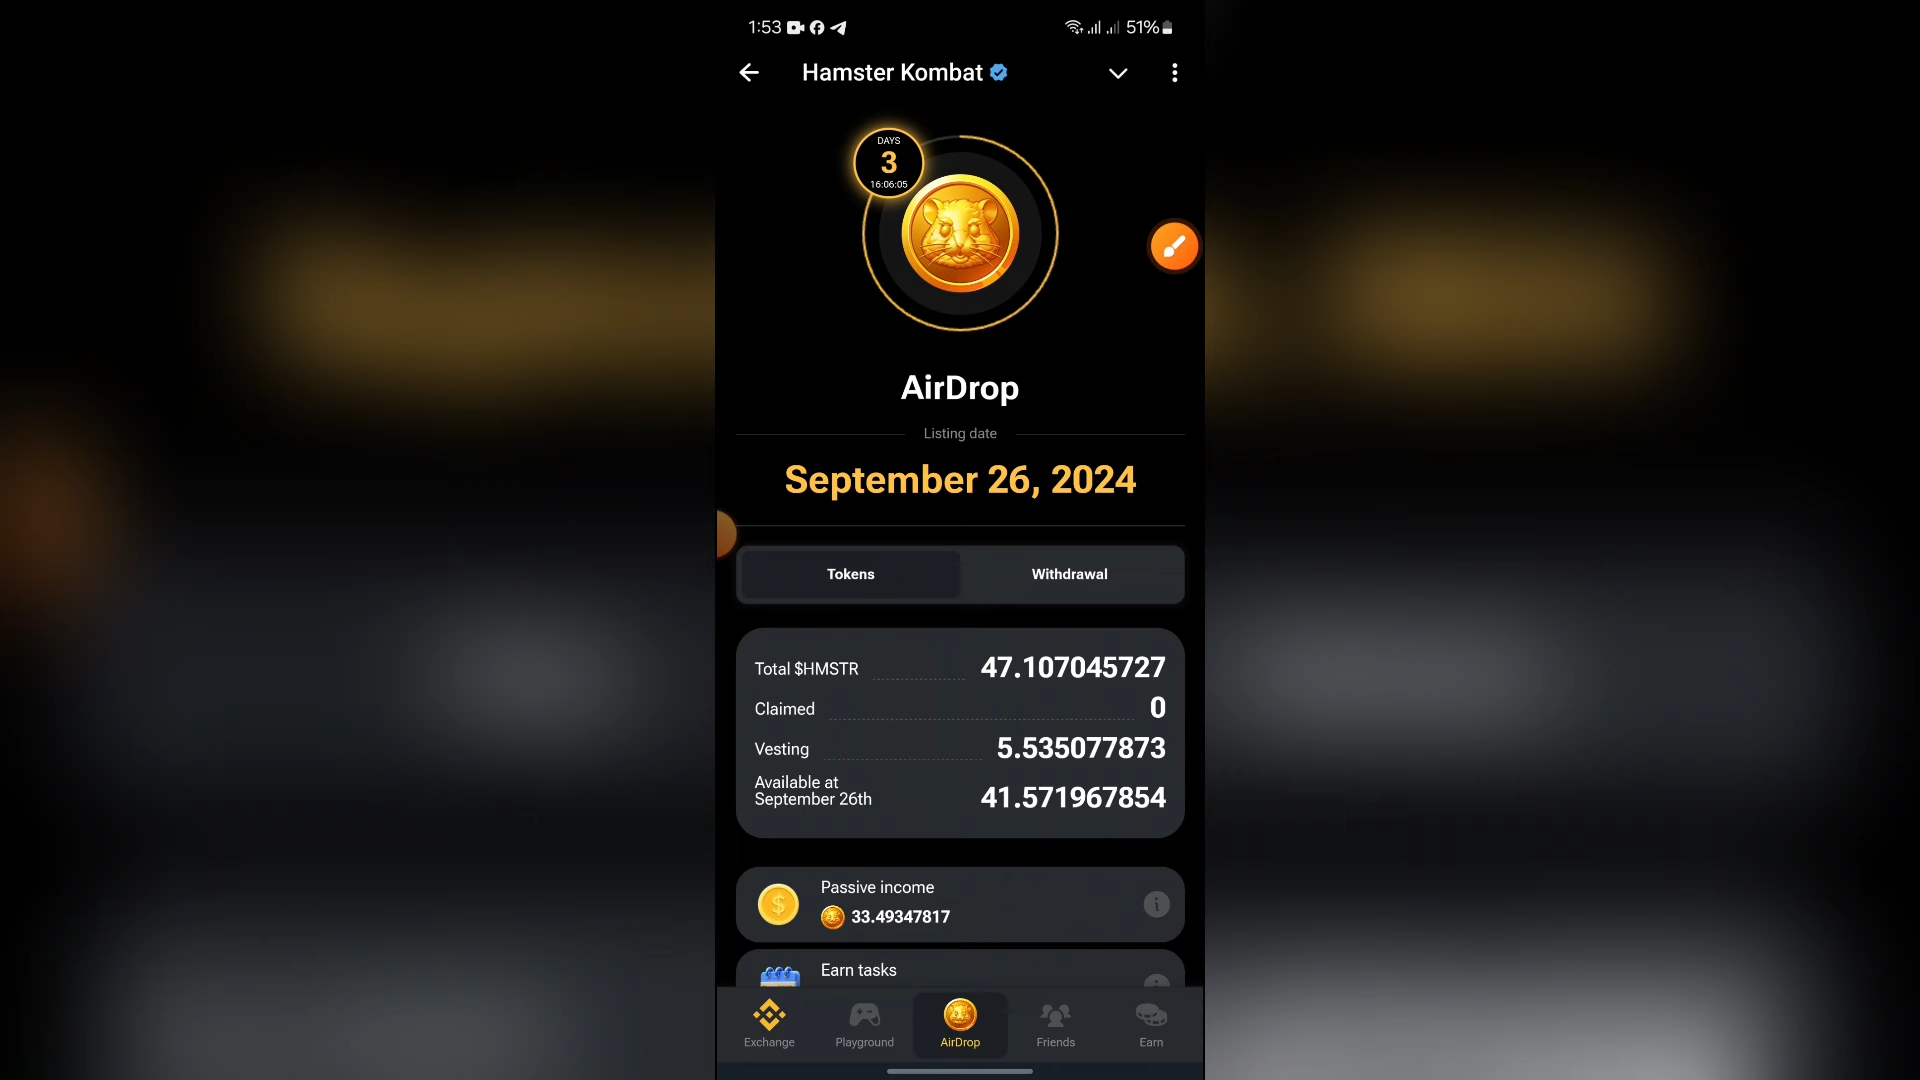 1:53
51%
Hamster Kombat
DAYS
3
16:06:05
AirDrop
Listing date
September 26, 2024
Tokens
Withdrawal
Total $HMSTR 47.107045727
Claimed 0
Vesting 5.535077873
Available at
September 26th 41.571967854
Passive income
33.49347817
Earn tasks
Exchange
Playground
AirDrop
Friends
Earn